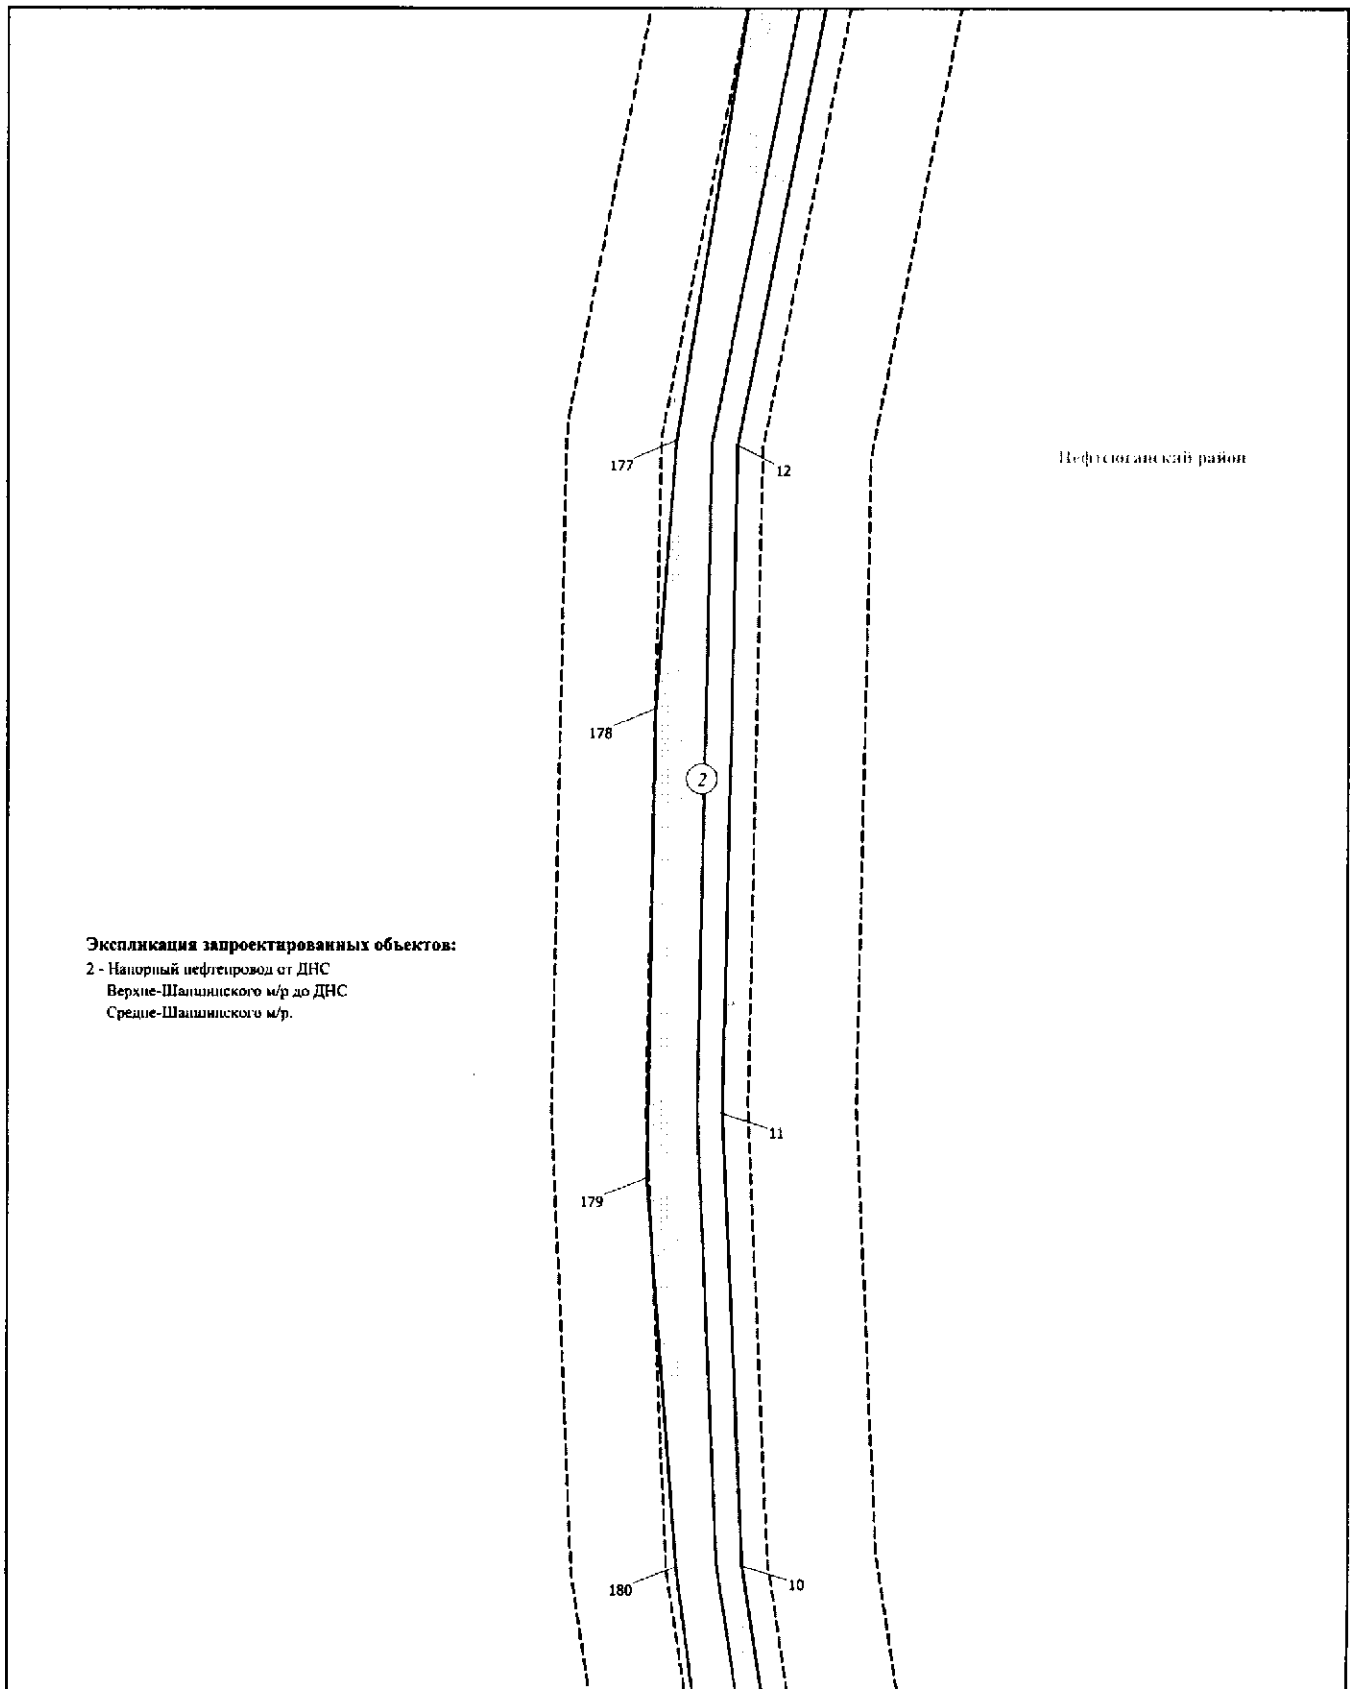 177
12
Нефтеюганский район
178
2
Экспликация запроектированных объектов:
2 - Напорный нефтепровод от ДНС
Верхне-Шапшинского м/р до ДНС
Средне-Шапшинского м/р.
11
179
180
10